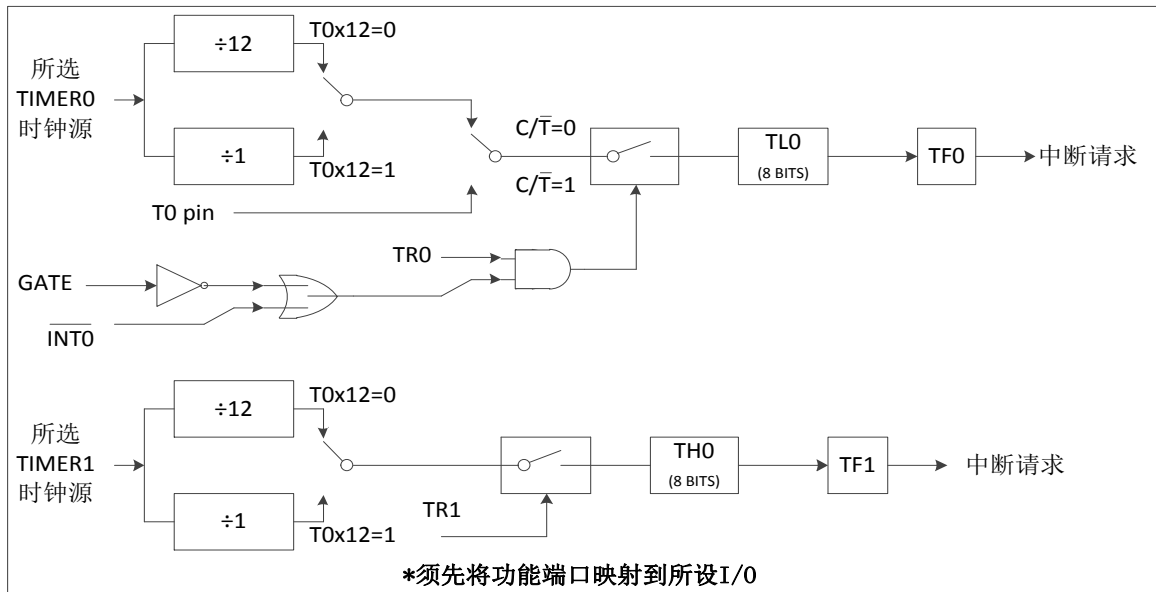 ÷12
T0x12=0
所选
TIMER0
时钟源
÷1
T0x12=1
C/T̅=0
C/T̅=1
TL0
(8 BITS)
TF0
中断请求
T0 pin
TR0
GATE
I̅N̅T̅0̅
÷12
T0x12=0
所选
TIMER1
时钟源
÷1
T0x12=1
TR1
TH0
(8 BITS)
TF1
中断请求
*须先将功能端口映射到所设I/O